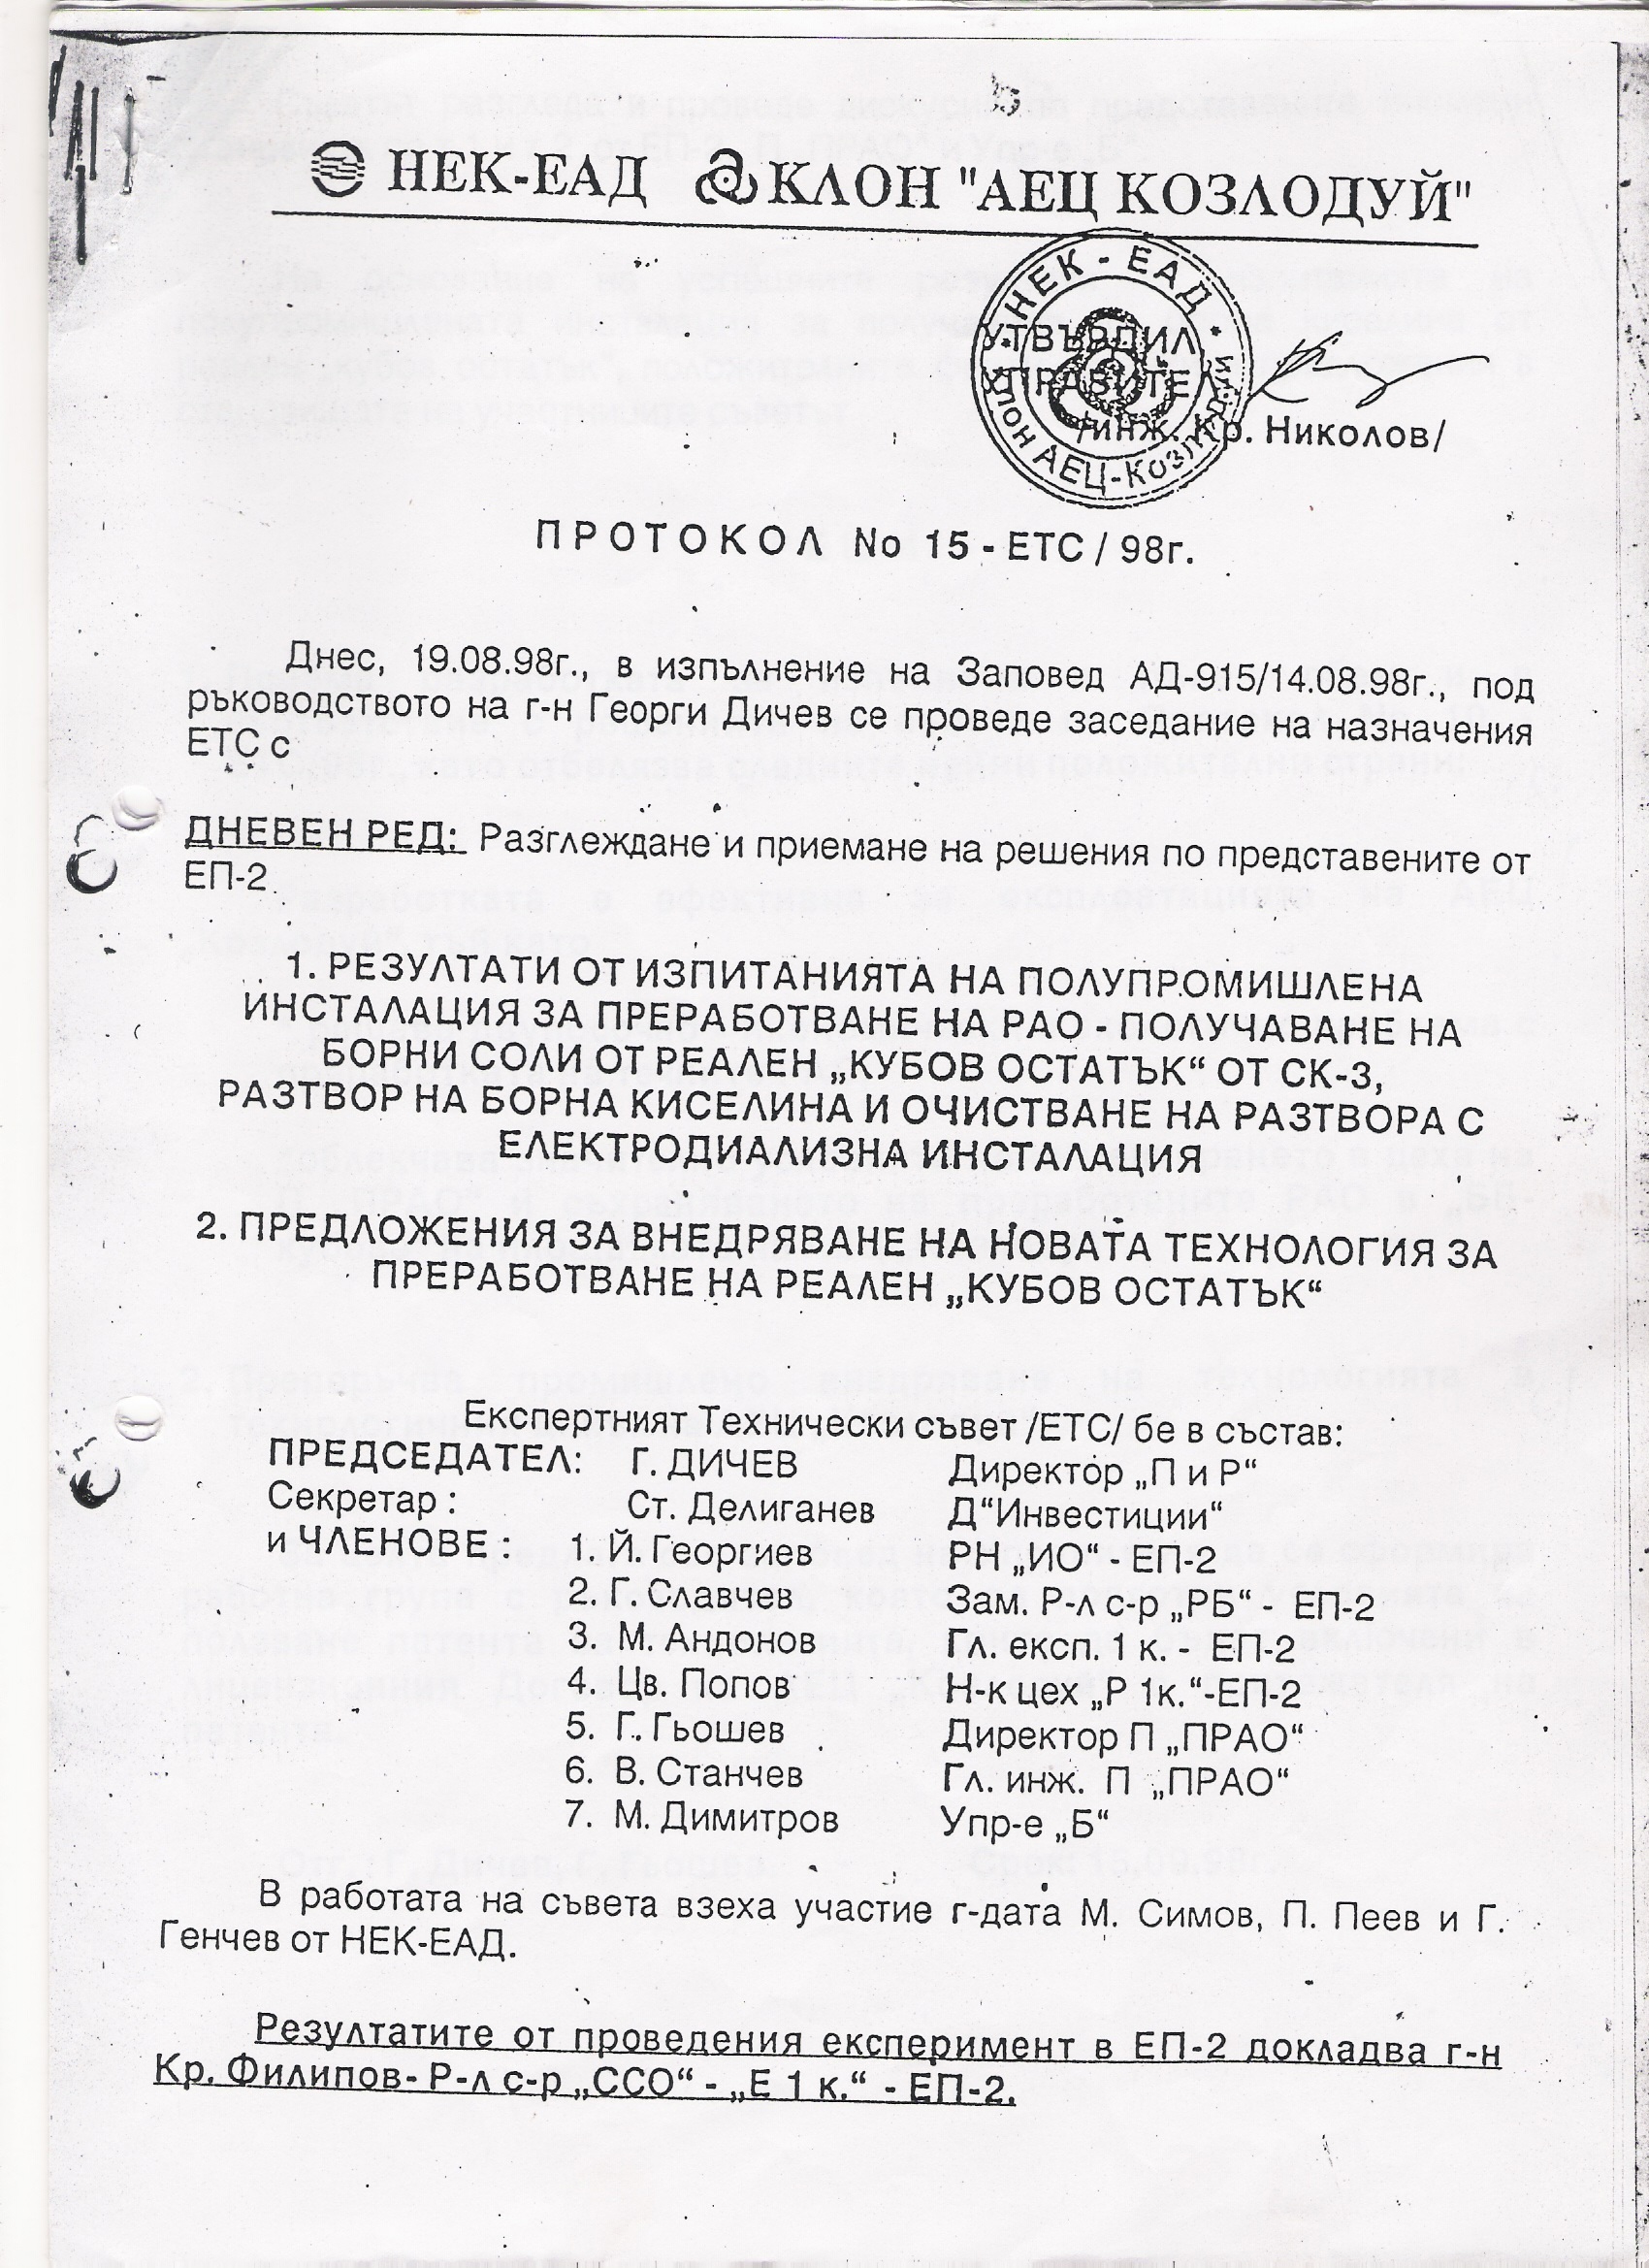 НЕК-ЕАД КЛОН "АЕЦ КОЗЛОДУЙ"
НЕК - ЕАД
УТВЪРДИЛ
УПРАВИТЕЛ
/инж. Кр. Николов/
КЛОН АЕЦ-Козлодуй
ПРОТОКОЛ No 15 - ЕТС / 98г.
Днес, 19.08.98г., в изпълнение на Заповед АД-915/14.08.98г., под
ръководството на г-н Георги Дичев се проведе заседание на назначения
ЕТС с
ДНЕВЕН РЕД: Разглеждане и приемане на решения по представените от
ЕП-2
1. РЕЗУЛТАТИ ОТ ИЗПИТАНИЯТА НА ПОЛУПРОМИШЛЕНА
ИНСТАЛАЦИЯ ЗА ПРЕРАБОТВАНЕ НА РАО - ПОЛУЧАВАНЕ НА
БОРНИ СОЛИ ОТ РЕАЛЕН „КУБОВ ОСТАТЪК“ ОТ СК-3,
РАЗТВОР НА БОРНА КИСЕЛИНА И ОЧИСТВАНЕ НА РАЗТВОРА С
ЕЛЕКТРОДИАЛИЗНА ИНСТАЛАЦИЯ
2. ПРЕДЛОЖЕНИЯ ЗА ВНЕДРЯВАНЕ НА НОВАТА ТЕХНОЛОГИЯ ЗА
ПРЕРАБОТВАНЕ НА РЕАЛЕН „КУБОВ ОСТАТЪК“
Експертният Технически съвет /ЕТС/ бе в състав:
ПРЕДСЕДАТЕЛ: Г. ДИЧЕВ Директор „П и Р“
Секретар : Ст. Делиганев Д“Инвестиции“
и ЧЛЕНОВЕ : 1. Й. Георгиев РН „ИО“ - ЕП-2
2. Г. Славчев Зам. Р-л с-р „РБ“ - ЕП-2
3. М. Андонов Гл. експ. 1 к. - ЕП-2
4. Цв. Попов Н-к цех „Р 1к.“-ЕП-2
5. Г. Гьошев Директор П „ПРАО“
6. В. Станчев Гл. инж. П „ПРАО“
7. М. Димитров Упр-е „Б“
В работата на съвета взеха участие г-дата М. Симов, П. Пеев и Г.
Генчев от НЕК-ЕАД.
Резултатите от проведения експеримент в ЕП-2 докладва г-н
Кр. Филипов- Р-л с-р „ССО“ - „Е 1 к.“ - ЕП-2.